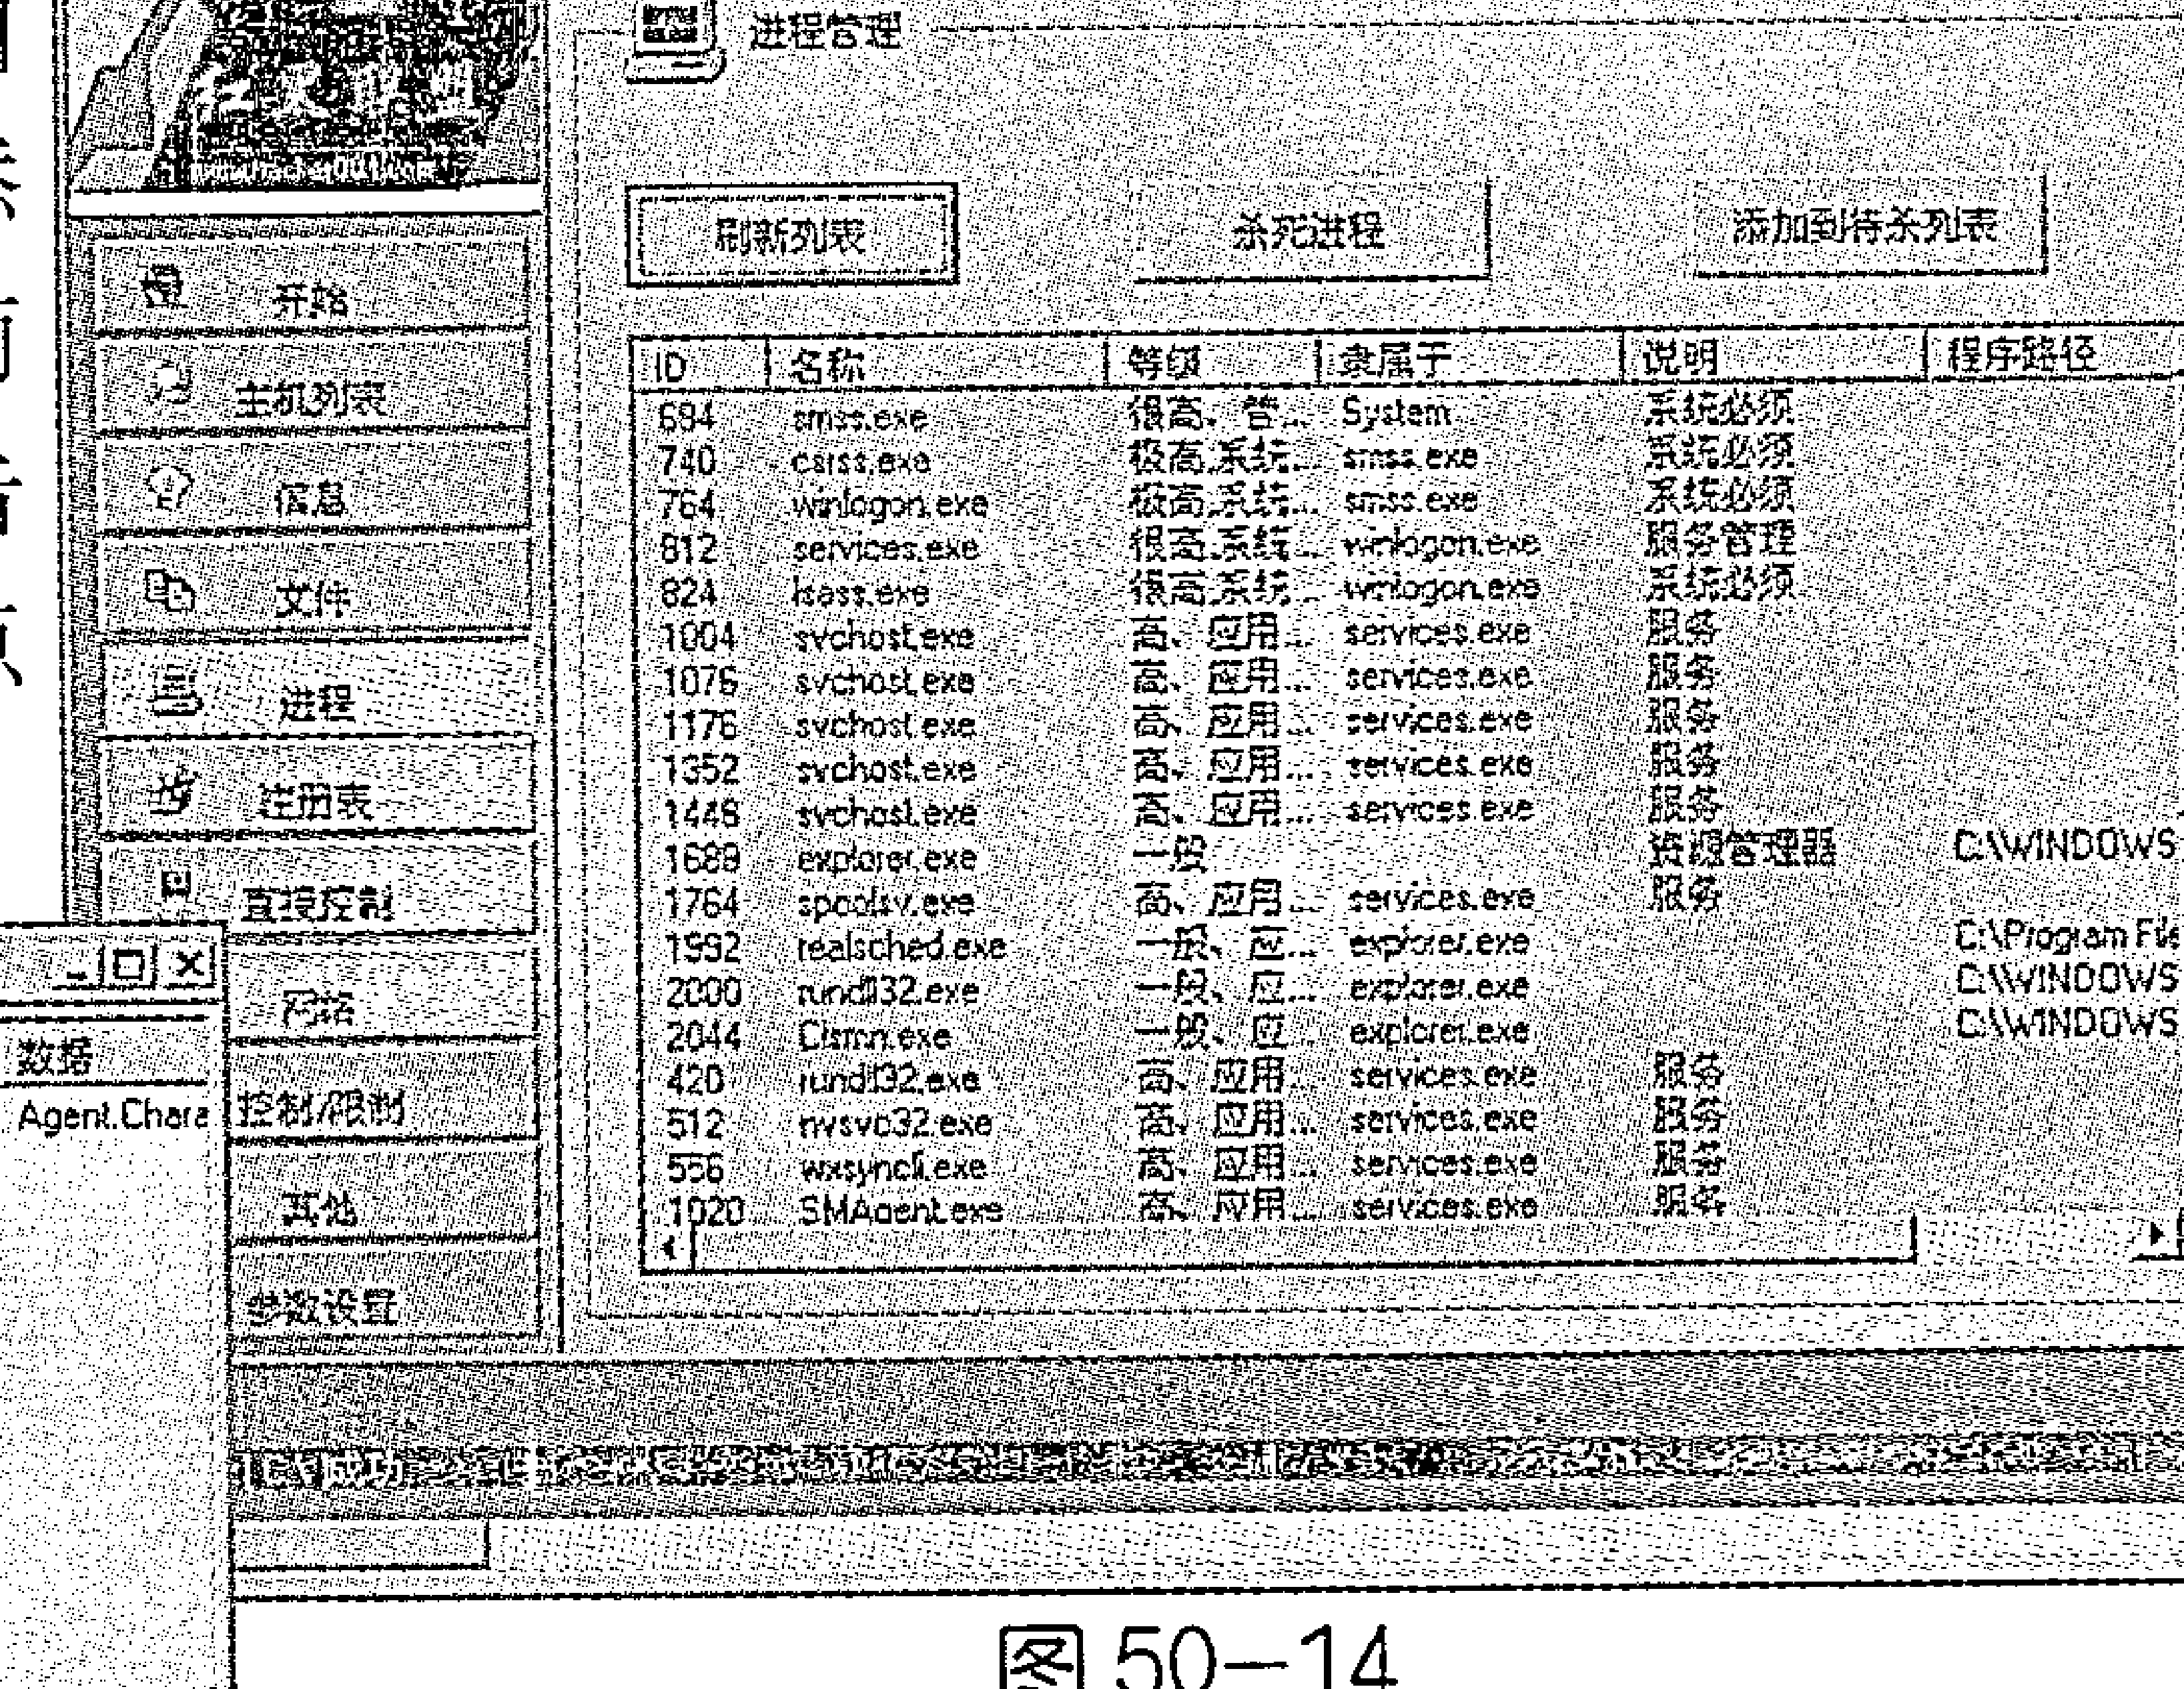 进程管理
刷新列表 杀死进程 添加到待杀列表
开始
主机列表
信息
文件
进程
注册表
直接控制
网络
控制/限制
其他
参数设置
ID 名称 等级 隶属于 说明 程序路径
684 smss.exe 很高、管... System 系统必须
740 csrss.exe 极高.系统... smss.exe 系统必须
764 winlogon.exe 极高.系统... smss.exe 系统必须
812 services.exe 很高.系统... winlogon.exe 服务管理
824 lsass.exe 很高.系统... winlogon.exe 系统必须
1004 svchost.exe 高、应用... services.exe 服务
1076 svchost.exe 高、应用... services.exe 服务
1176 svchost.exe 高、应用... services.exe 服务
1352 svchost.exe 高、应用... services.exe 服务
1448 svchost.exe 高、应用... services.exe 服务
1688 explorer.exe 一般 资源管理器 C:\WINDOWS
1764 spoolsv.exe 高、应用... services.exe 服务
1992 realsched.exe 一般、应... explorer.exe C:\Program File
2000 rundll32.exe 一般、应... explorer.exe C:\WINDOWS
2044 Ctsmn.exe 一般、应 explorer.exe C:\WINDOWS
420 rundll32.exe 高、应用... services.exe 服务
512 nvsvc32.exe 高、应用... services.exe 服务
556 wxsyncli.exe 高、应用... services.exe 服务
1020 SMAgent.exe 高、应用... services.exe 服务
数据
Agent.Chara
成功
图 50-14